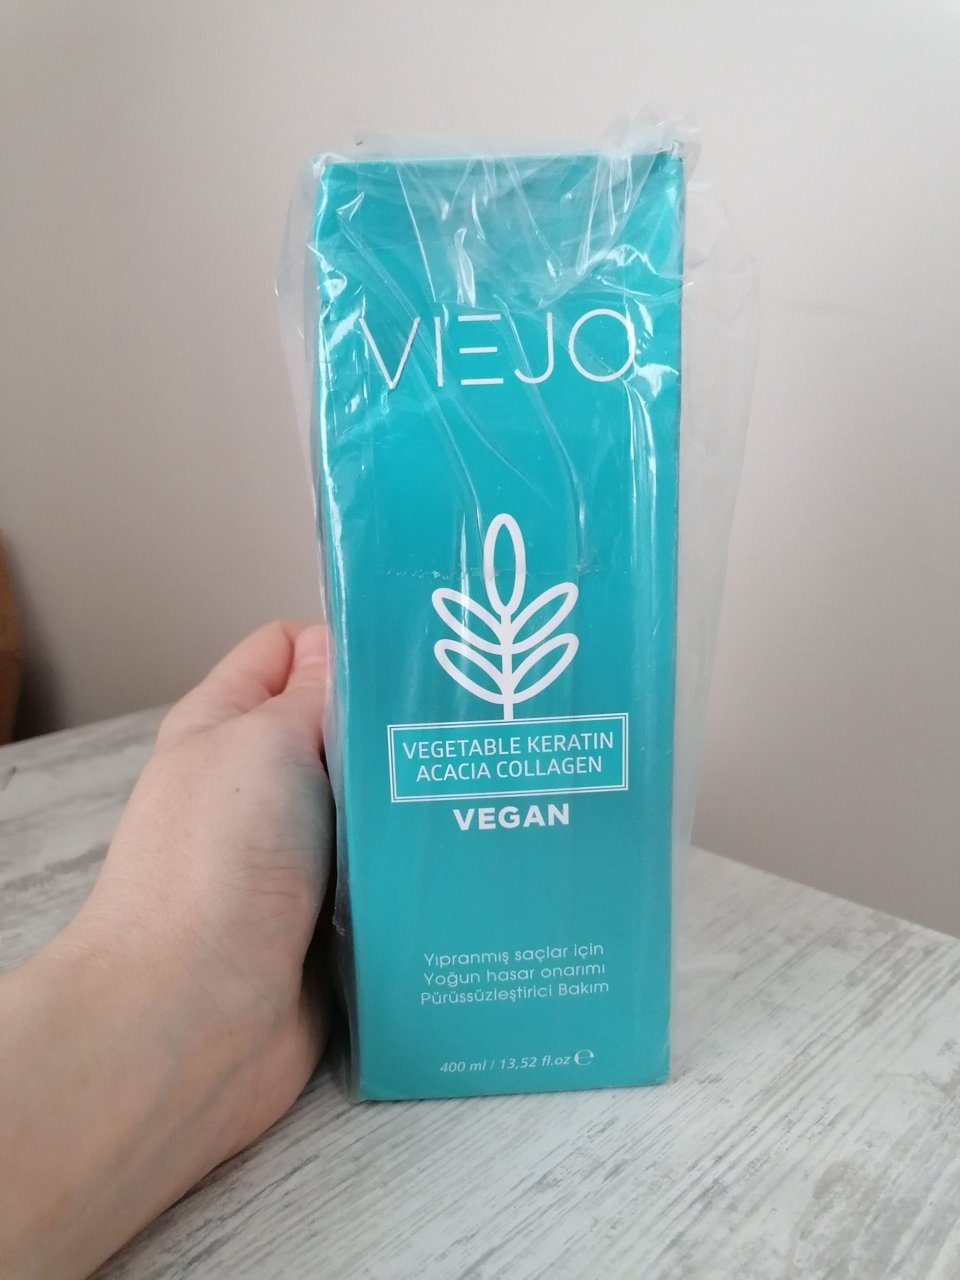 VIEJO
VEGETABLE KERATIN
ACACIA COLLAGEN
VEGAN
Yıpranmış saçlar için
Yoğun hasar onarımı
Pürüssüzleştirici Bakım
400 ml / 13,52 fl.oz ℮